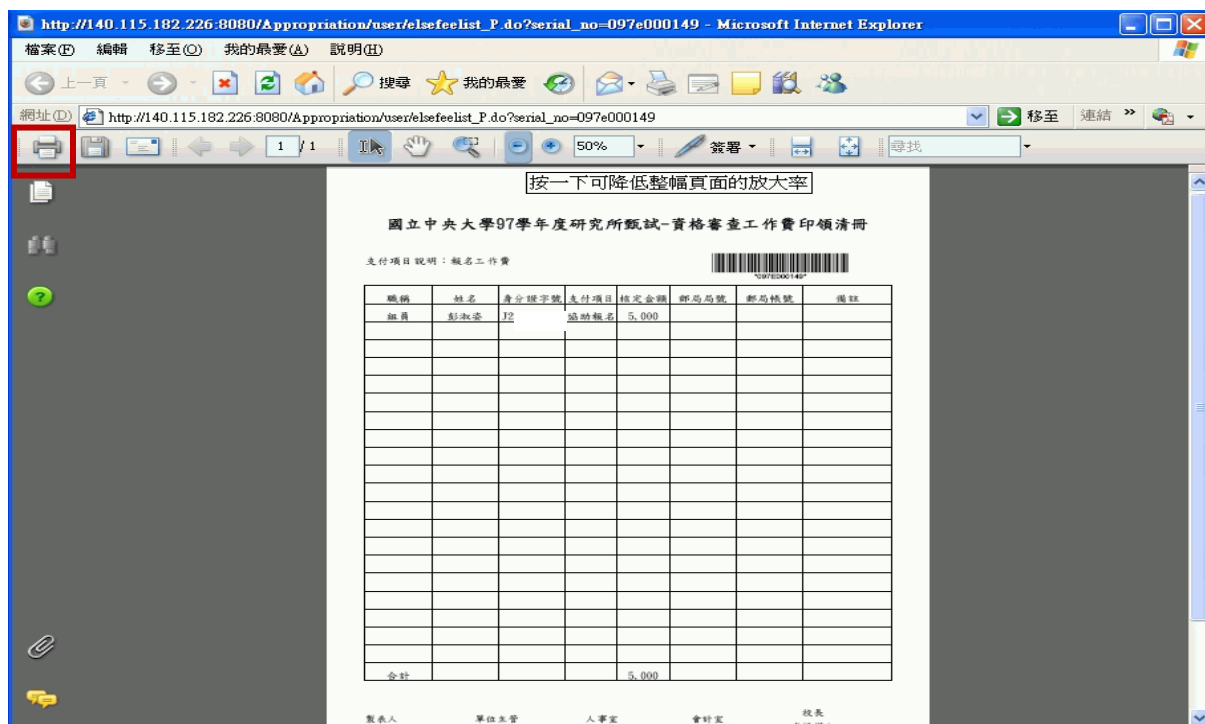 http://140.115.182.226:8080/Appropriation/user/elsefeelist_P.do?serial_no=097e000149 - Microsoft Internet Explorer
檔案(F) 編輯 移至(O) 我的最愛(A) 說明(H)
上一頁 搜尋 我的最愛
網址(D) http://140.115.182.226:8080/Appropriation/user/elsefeelist_P.do?serial_no=097e000149 移至 連結 »
1 / 1 50% 簽署 尋找
按一下可降低整幅頁面的放大率
國立中央大學97學年度研究所甄試-資格審查工作費印領清冊
支付項目說明：報名工作費
*097E000149*
職稱 姓名 身分證字號 支付項目 核定金額 郵局局號 郵局帳號 備註
組員 彭淑姿 J2 協助報名 5,000
合計 5,000
製表人 單位主管 人事室 會計室 校長